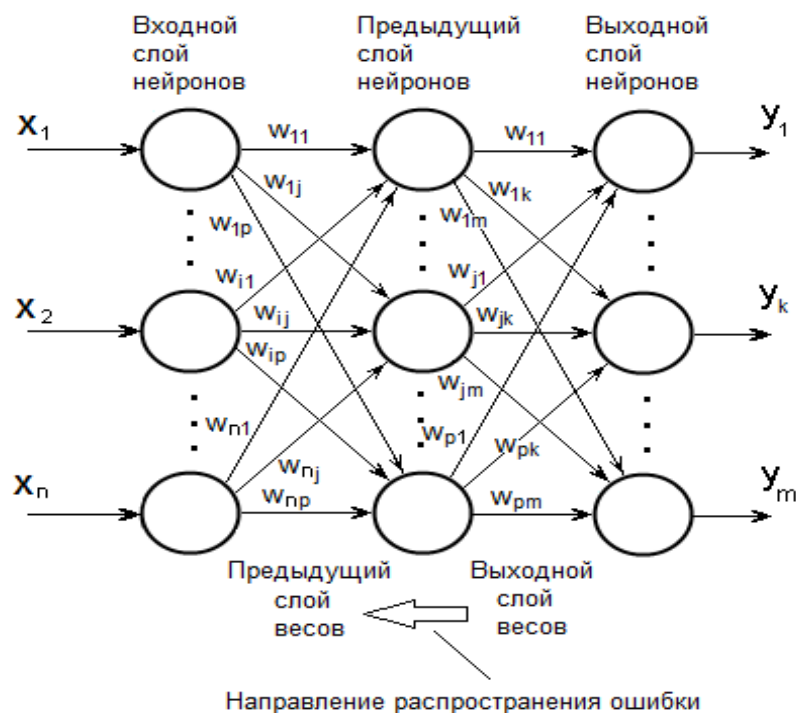 Входной слой нейронов
Предыдущий слой нейронов
Выходной слой нейронов
x1
w11
w11
y1
w1j
w1k
w1p
w1m
wi1
wj1
x2
wij
wjk
yk
wip
wjm
wn1
wp1
wpk
wnj
xn
wnp
wpm
ym
Предыдущий слой весов
Выходной слой весов
Направление распространения ошибки